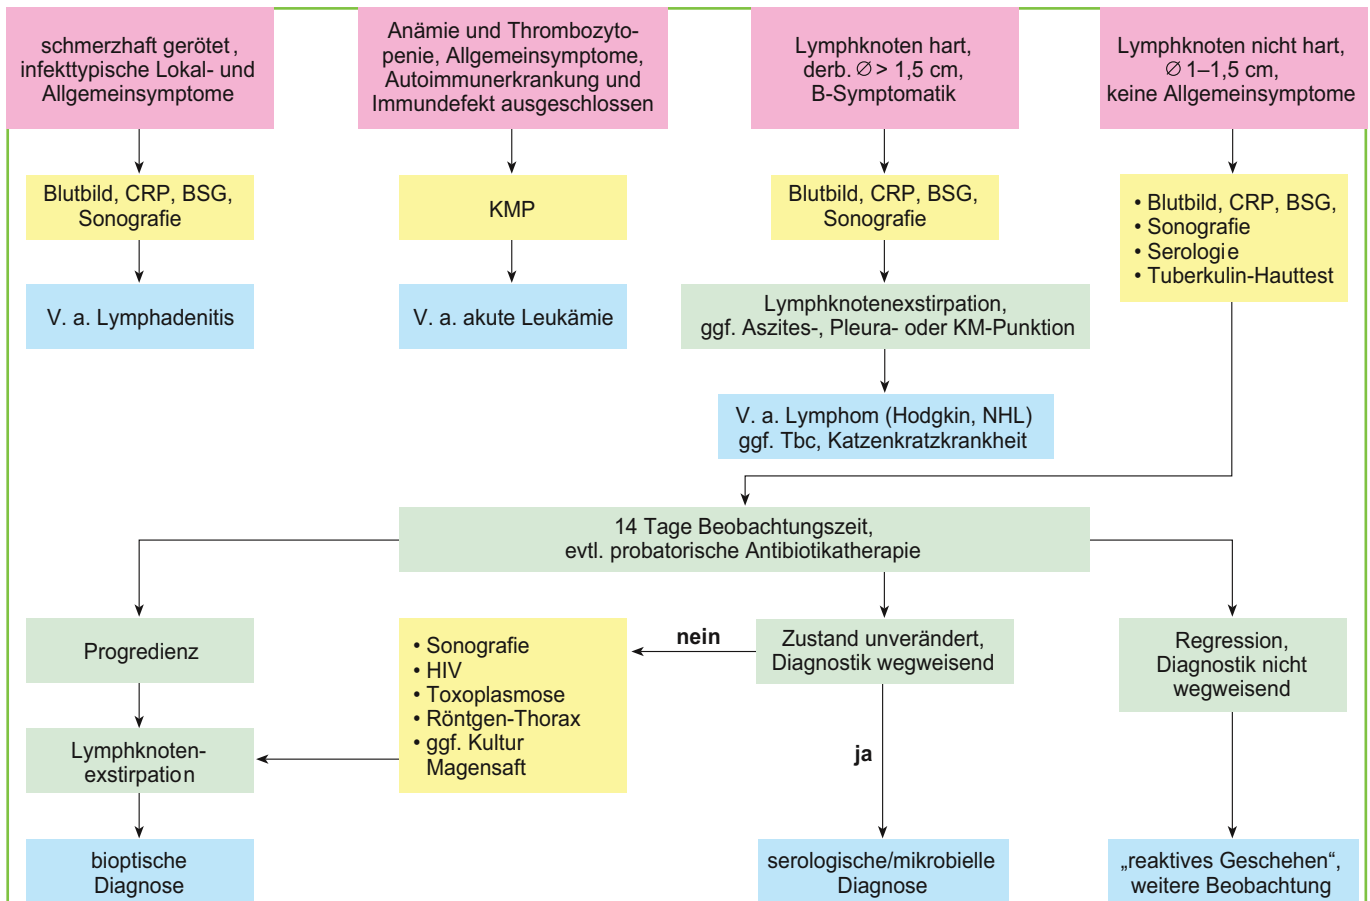 schmerzhaft gerötet,
infekttypische Lokal- und
Allgemeinsymptome
Anämie und Thrombozyto-
penie, Allgemeinsymptome,
Autoimmunerkrankung und
Immundefekt ausgeschlossen
Lymphknoten hart,
derb. ∅ > 1,5 cm,
B-Symptomatik
Lymphknoten nicht hart,
∅ 1–1,5 cm,
keine Allgemeinsymptome
Blutbild, CRP, BSG,
Sonografie
KMP
Blutbild, CRP, BSG,
Sonografie
• Blutbild, CRP, BSG,
• Sonografie
• Serologie
• Tuberkulin-Hauttest
V. a. Lymphadenitis
V. a. akute Leukämie
Lymphknotenexstirpation,
ggf. Aszites-, Pleura- oder KM-Punktion
V. a. Lymphom (Hodgkin, NHL)
ggf. Tbc, Katzenkratzkrankheit
14 Tage Beobachtungszeit,
evtl. probatorische Antibiotikatherapie
Progredienz
• Sonografie
• HIV
• Toxoplasmose
• Röntgen-Thorax
• ggf. Kultur
Magensaft
nein
Zustand unverändert,
Diagnostik wegweisend
Regression,
Diagnostik nicht
wegweisend
Lymphknoten-
exstirpation
ja
bioptische
Diagnose
serologische/mikrobielle
Diagnose
„reaktives Geschehen“,
weitere Beobachtung